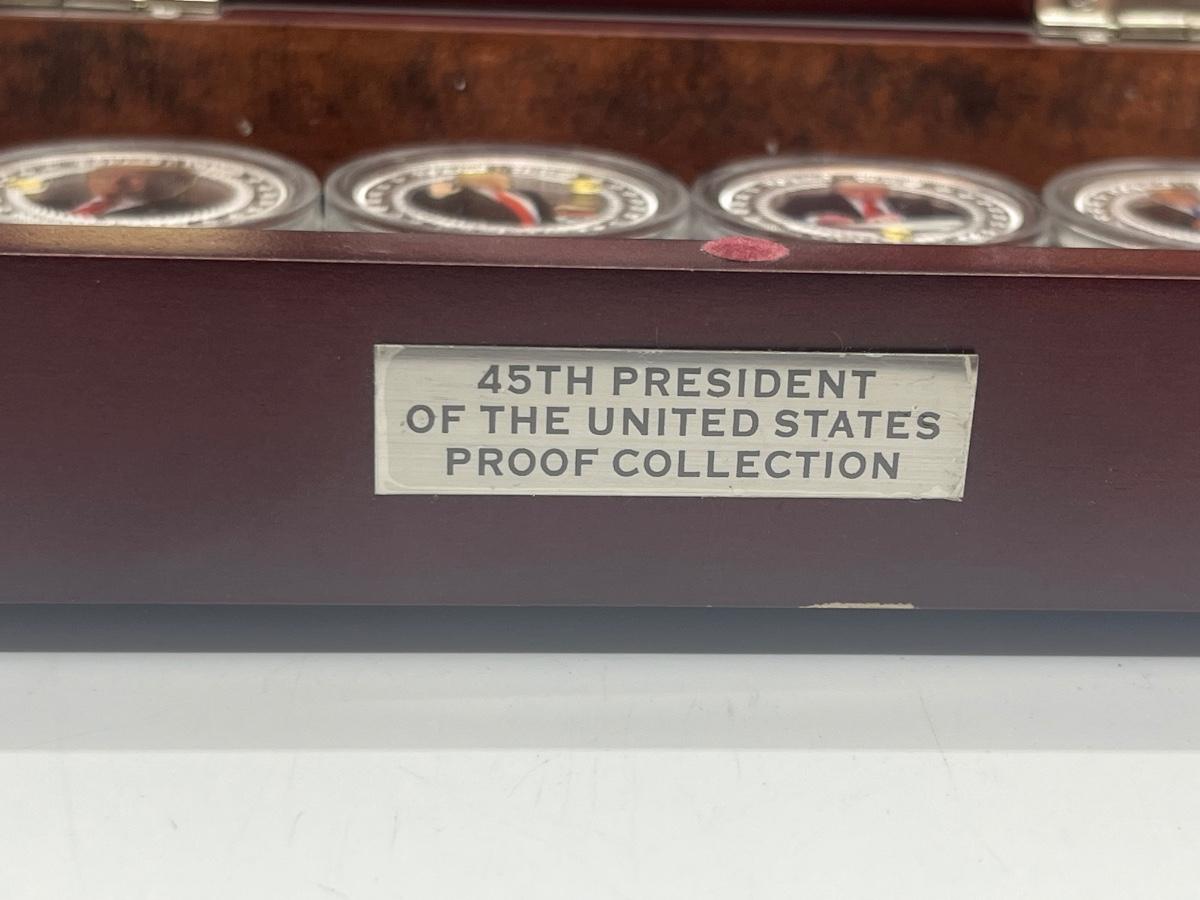 45TH PRESIDENT
OF THE UNITED STATES
PROOF COLLECTION